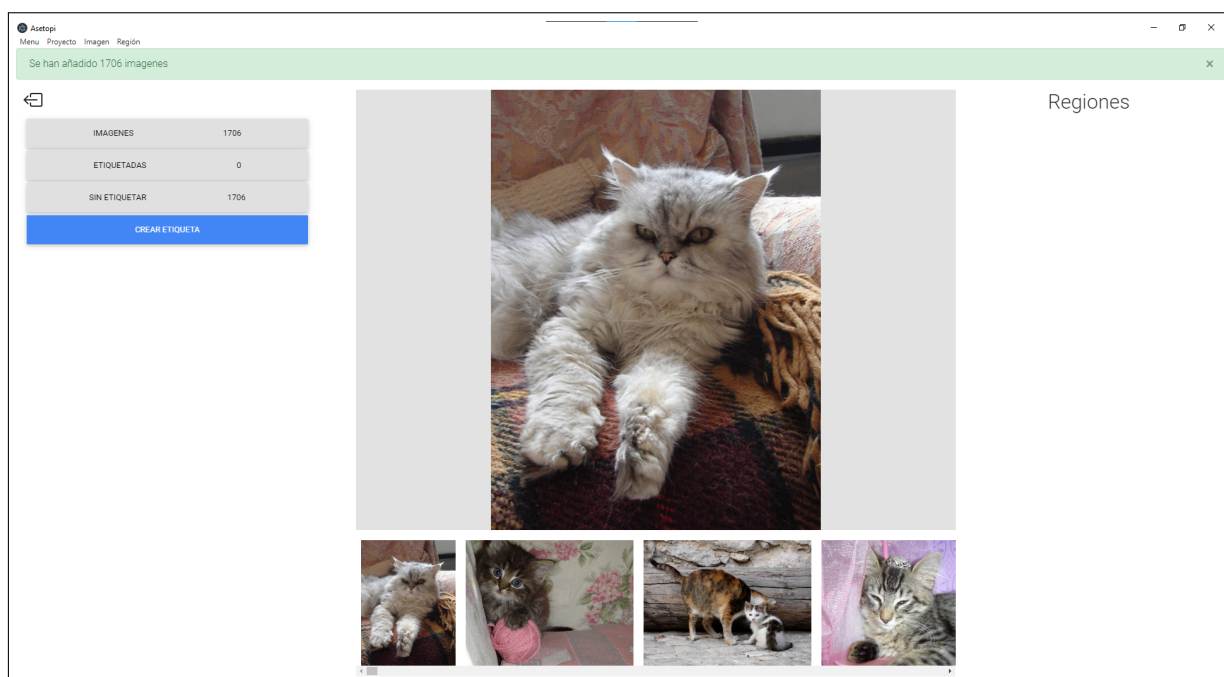 Asetopi
Menu Proyecto Imagen Región
Se han añadido 1706 imagenes
IMAGENES 1706
ETIQUETADAS 0
SIN ETIQUETAR 1706
CREAR ETIQUETA
Regiones